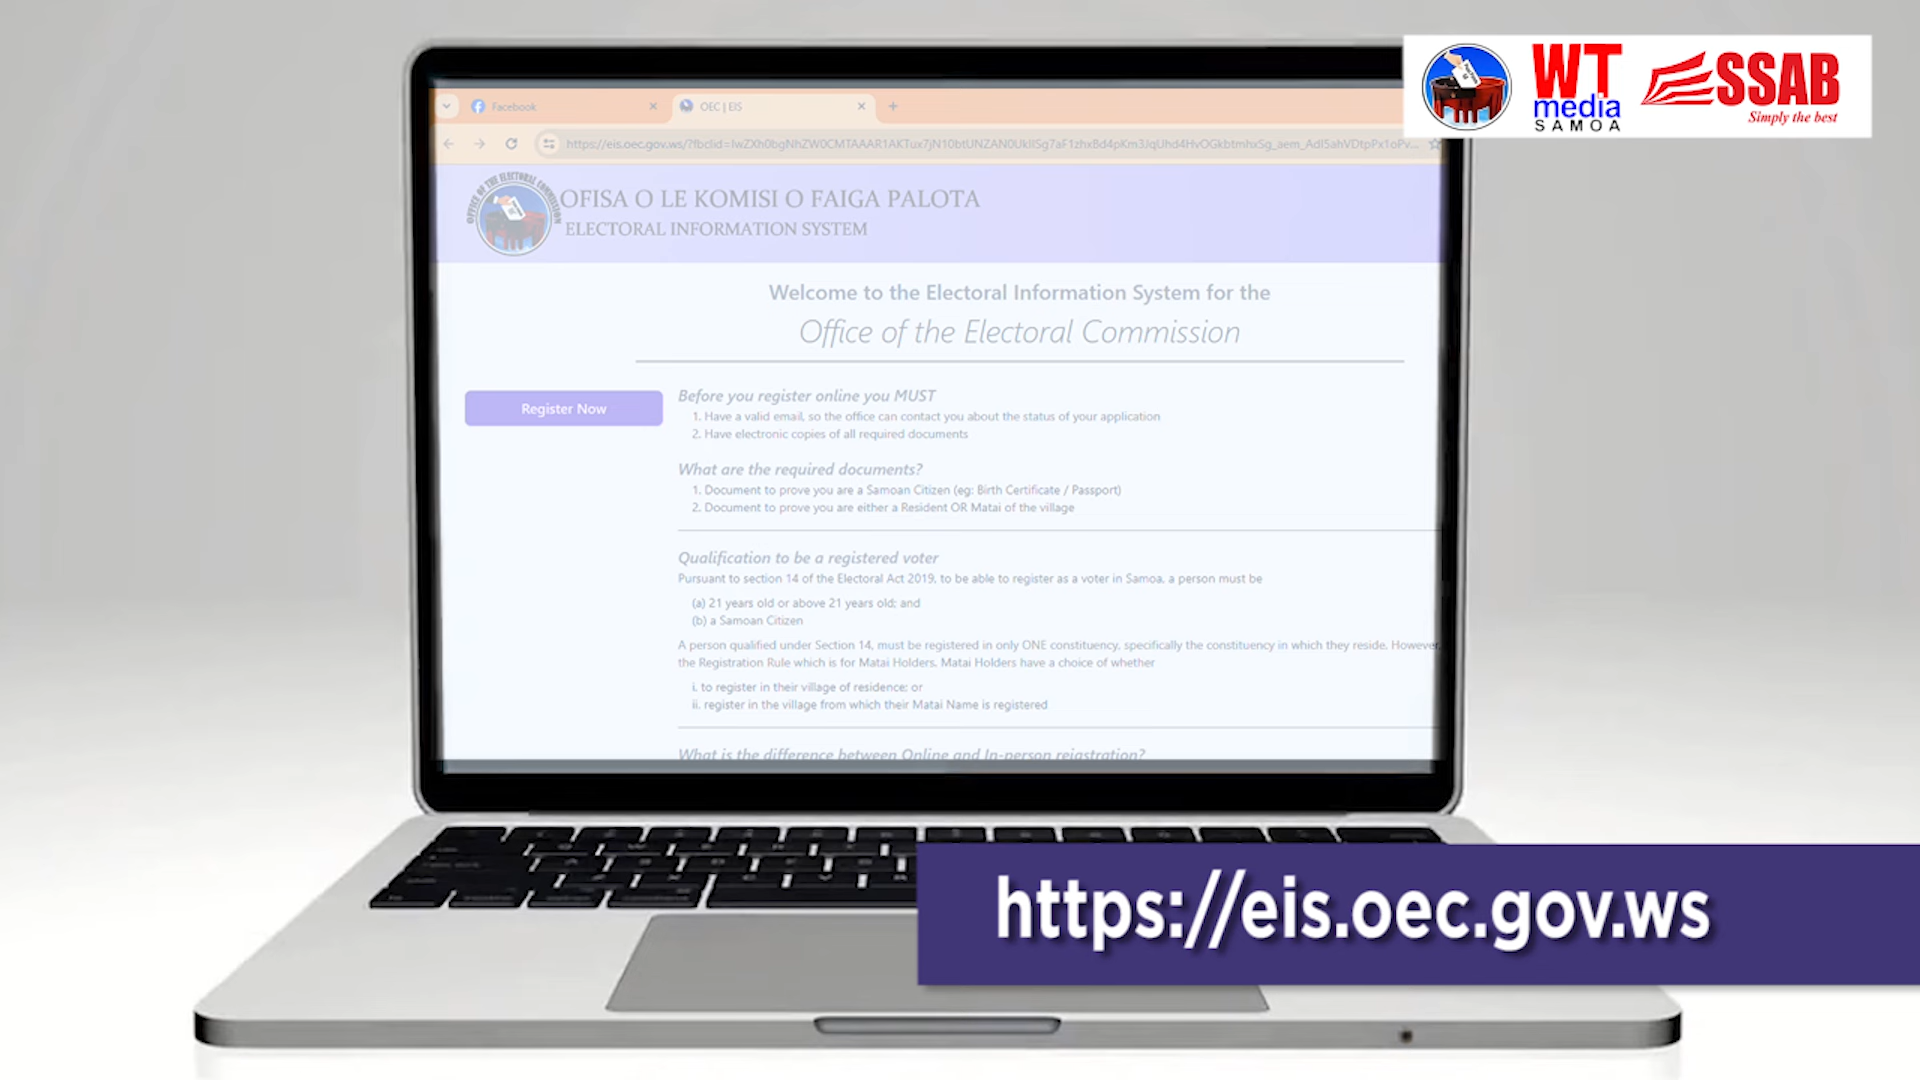 WT
media
SAMOA
SSAB
Simply the best
Facebook
OEC | EIS
OFFICE OF THE ELECTORAL COMMISSION
OFISA O LE KOMISI O FAIGA PALOTA
ELECTORAL INFORMATION SYSTEM
Welcome to the Electoral Information System for the
Office of the Electoral Commission
Register Now
Before you register online you MUST
1. Have a valid email, so the office can contact you about the status of your application
2. Have electronic copies of all required documents
What are the required documents?
1. Document to prove you are a Samoan Citizen (eg: Birth Certificate / Passport)
2. Document to prove you are either a Resident OR Matai of the village
Qualification to be a registered voter
Pursuant to section 14 of the Electoral Act 2019, to be able to register as a voter in Samoa, a person must be
(a) 21 years old or above 21 years old; and
(b) a Samoan Citizen
A person qualified under Section 14, must be registered in only ONE constituency, specifically the constituency in which they reside. However,
the Registration Rule which is for Matai Holders, Matai Holders have a choice of whether
i. to register in their village of residence; or
ii. register in the village from which their Matai Name is registered
What is the difference between Online and In-person reigstration?
https://eis.oec.gov.ws